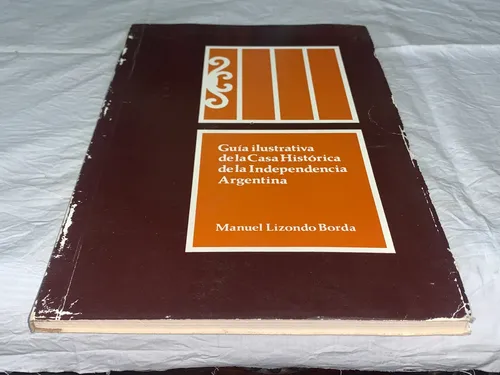 Guía ilustrativa
de la Casa Histórica
de la Independencia
Argentina
Manuel Lizondo Borda